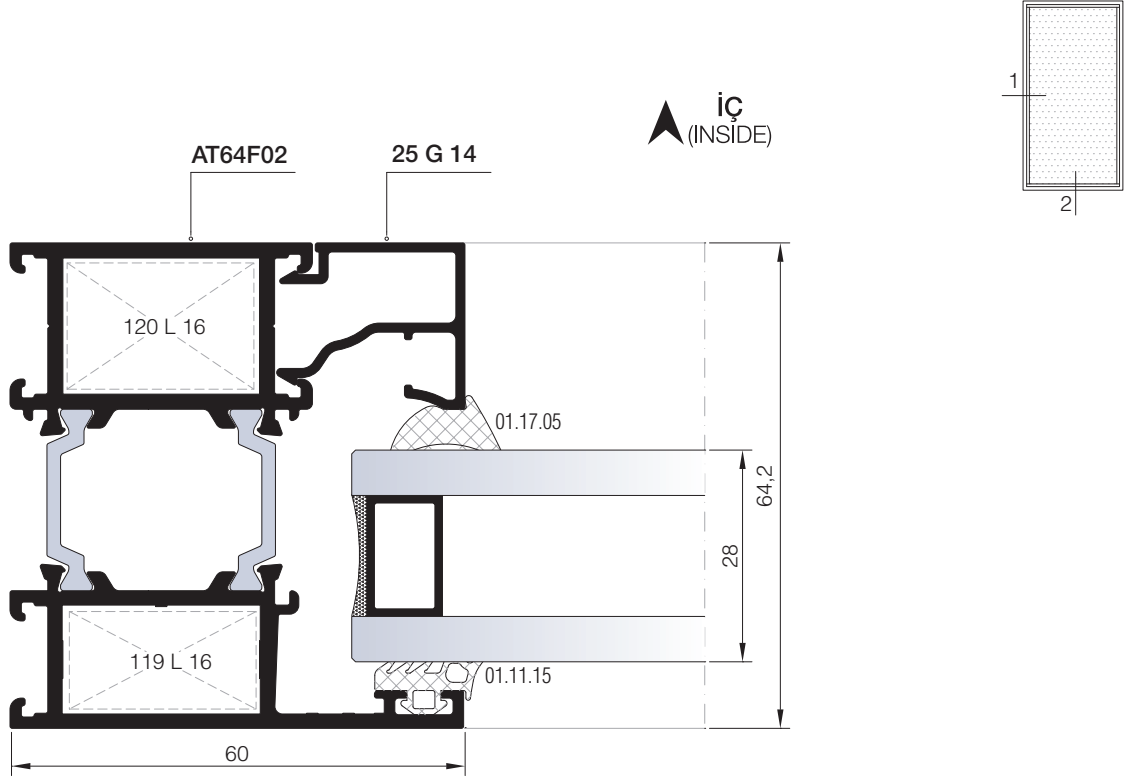 İÇ
(INSIDE)
1
2
AT64F02
25 G 14
120 L 16
01.17.05
64,2
28
119 L 16
01.11.15
60